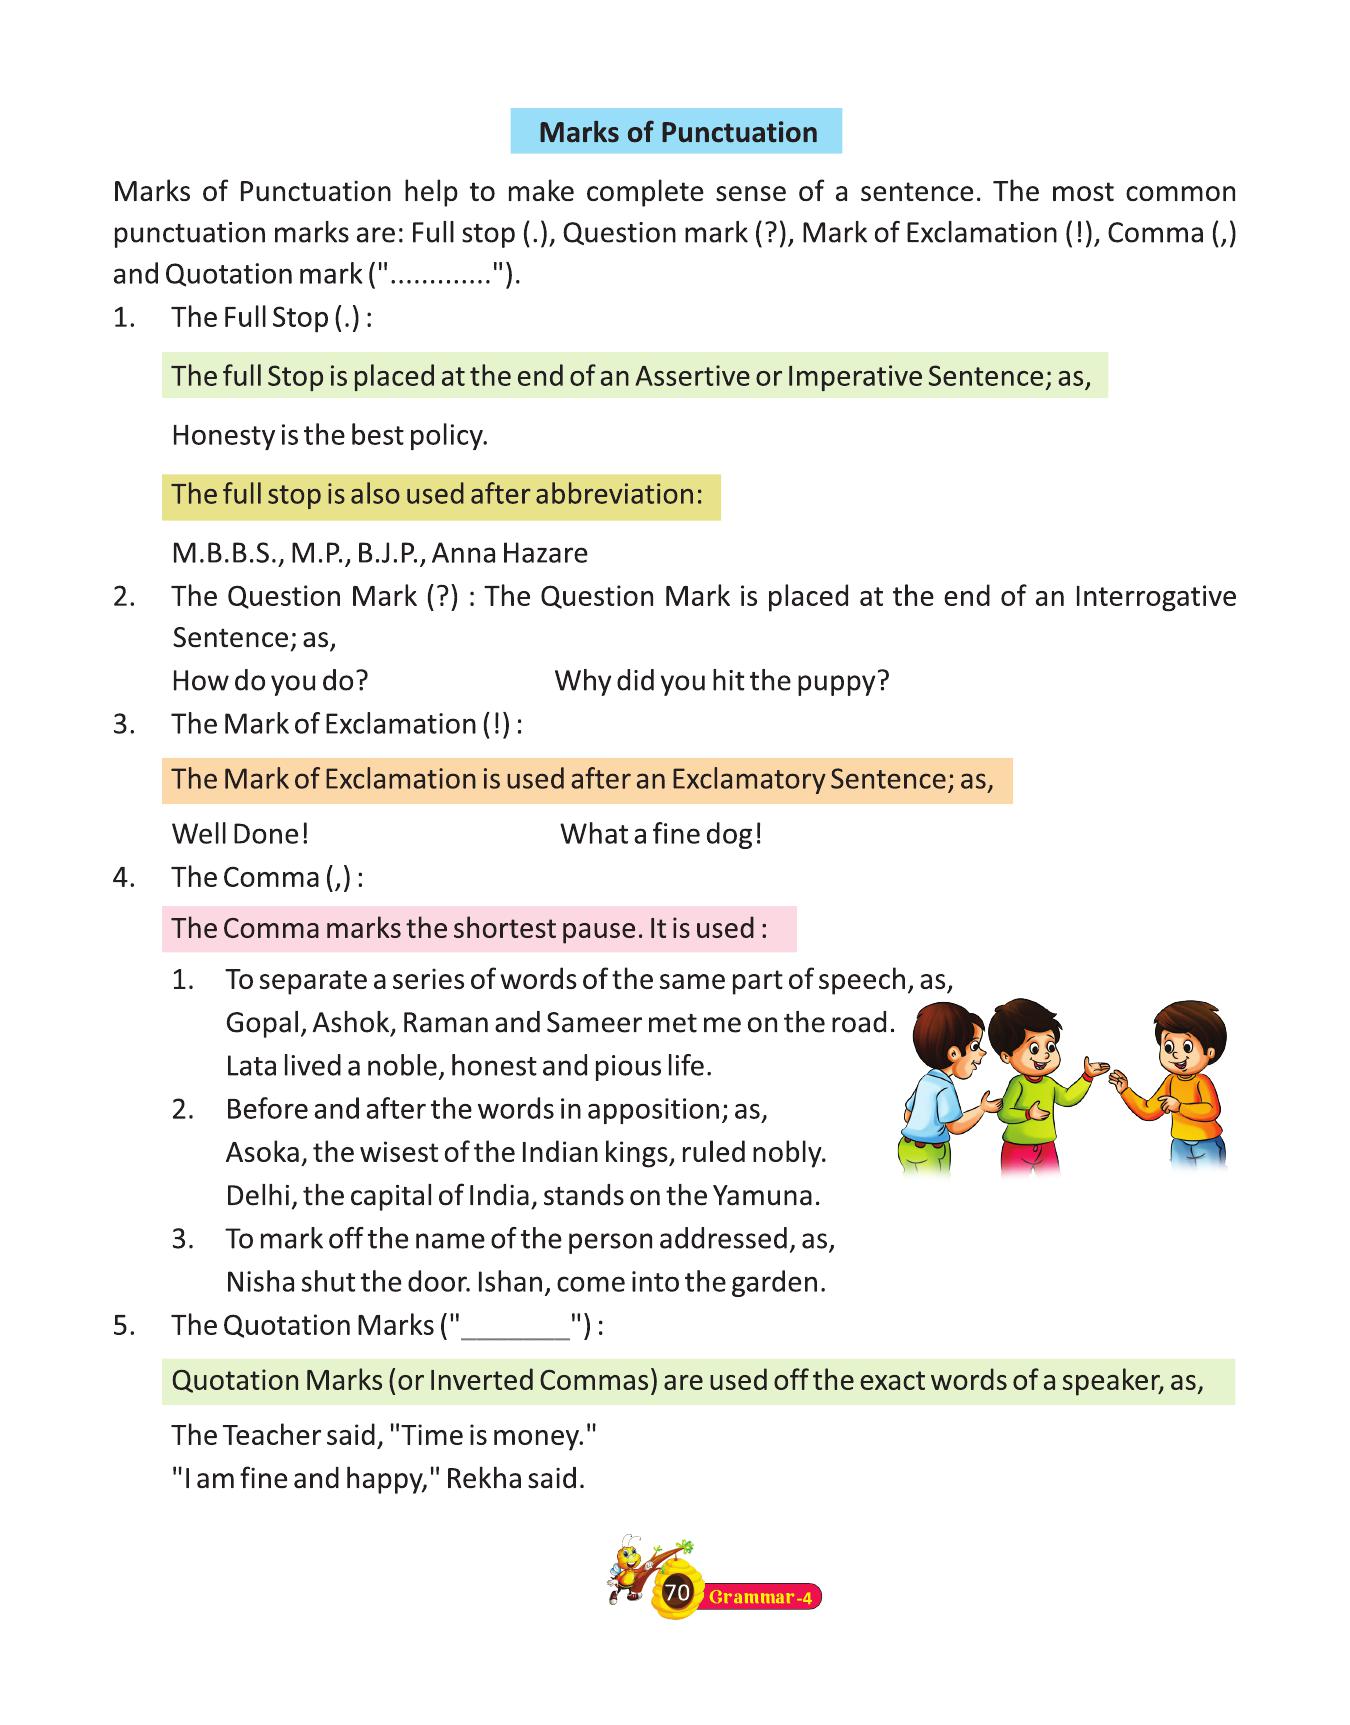 Marks of Punctuation
Marks of Punctuation help to make complete sense of a sentence. The most common
punctuation marks are: Full stop (.), Question mark (?), Mark of Exclamation (!), Comma (,)
and Quotation mark (".............").
1. The Full Stop (.) :
The full Stop is placed at the end of an Assertive or Imperative Sentence; as,
Honesty is the best policy.
The full stop is also used after abbreviation:
M.B.B.S., M.P., B.J.P., Anna Hazare
2. The Question Mark (?) : The Question Mark is placed at the end of an Interrogative
Sentence; as,
How do you do? Why did you hit the puppy?
3. The Mark of Exclamation (!) :
The Mark of Exclamation is used after an Exclamatory Sentence; as,
Well Done! What a fine dog!
4. The Comma (,) :
The Comma marks the shortest pause. It is used :
1. To separate a series of words of the same part of speech, as,
Gopal, Ashok, Raman and Sameer met me on the road.
Lata lived a noble, honest and pious life.
2. Before and after the words in apposition; as,
Asoka, the wisest of the Indian kings, ruled nobly.
Delhi, the capital of India, stands on the Yamuna.
3. To mark off the name of the person addressed, as,
Nisha shut the door. Ishan, come into the garden.
5. The Quotation Marks ("_______") :
Quotation Marks (or Inverted Commas) are used off the exact words of a speaker, as,
The Teacher said, "Time is money."
"I am fine and happy," Rekha said.
70 Grammar-4